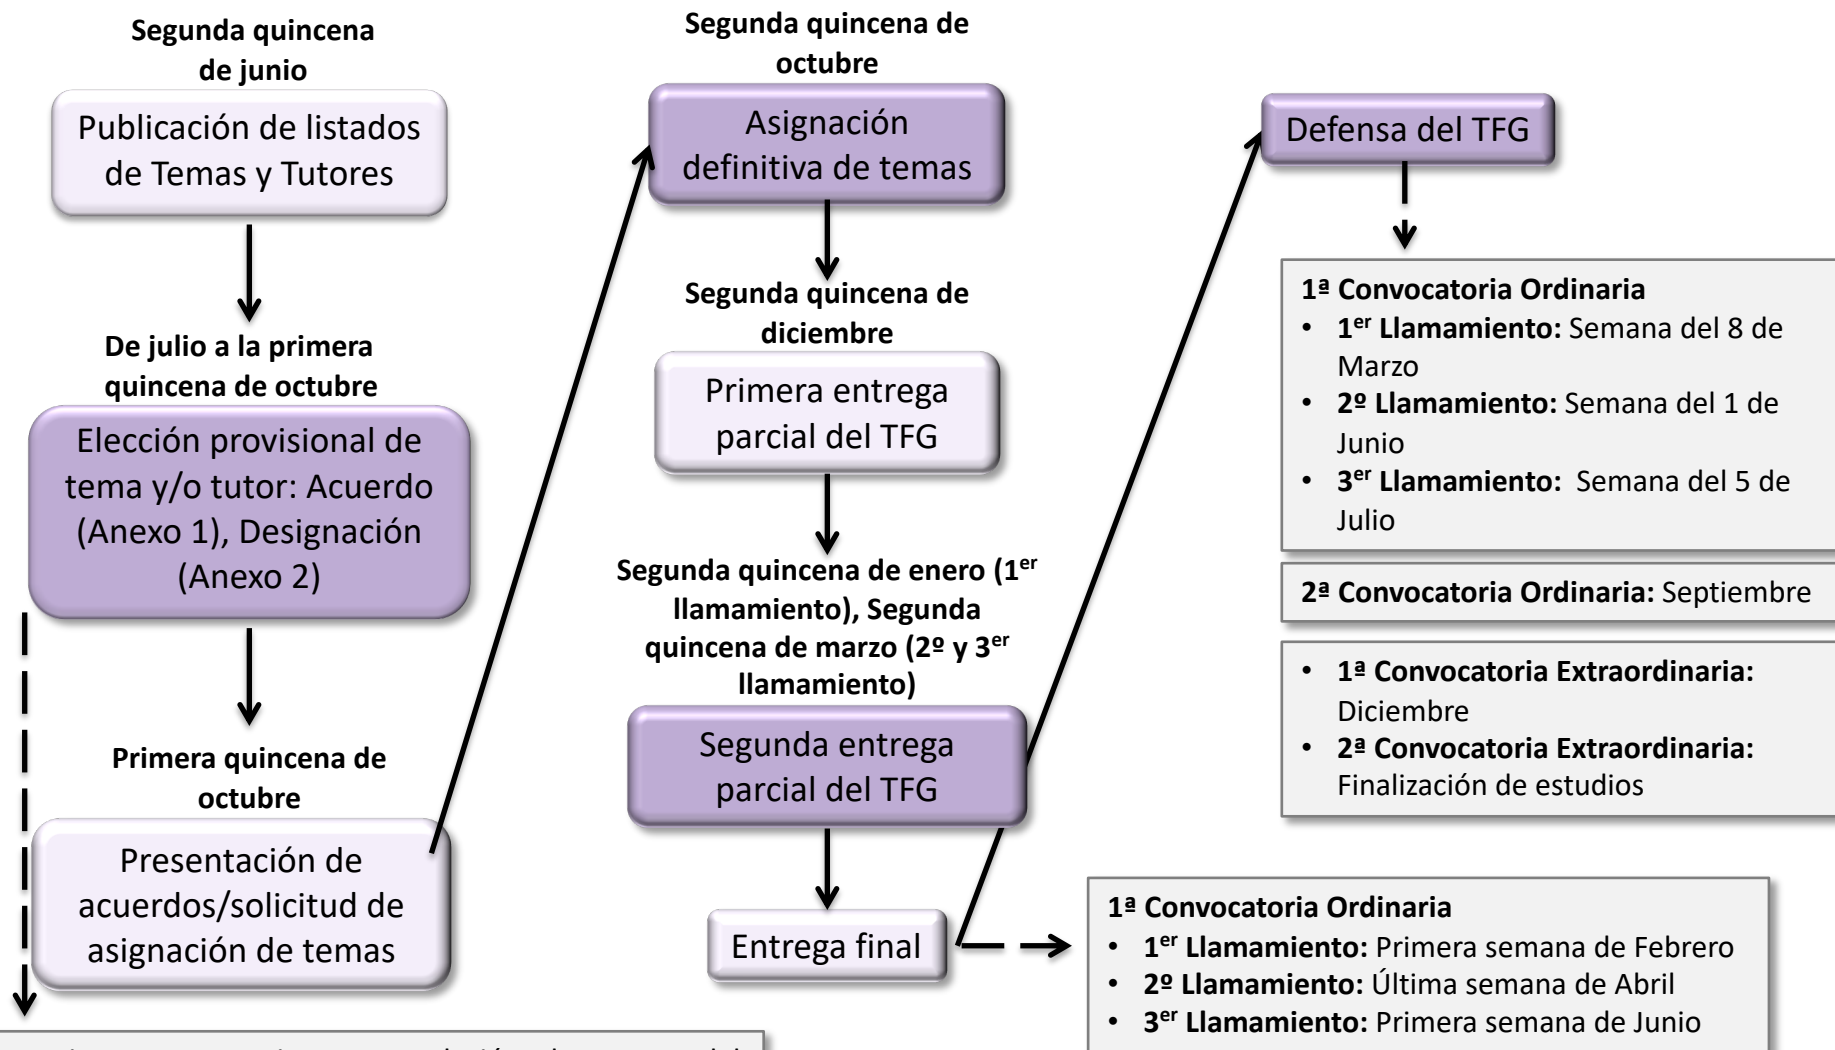 Segunda quincena
de junio
Publicación de listados
de Temas y Tutores
De julio a la primera
quincena de octubre
Elección provisional de
tema y/o tutor: Acuerdo
(Anexo 1), Designación
(Anexo 2)
Primera quincena de
octubre
Presentación de
acuerdos/solicitud de
asignación de temas
Segunda quincena de
octubre
Asignación
definitiva de temas
Segunda quincena de
diciembre
Primera entrega
parcial del TFG
Segunda quincena de enero (1er
llamamiento), Segunda
quincena de marzo (2º y 3er
llamamiento)
Segunda entrega
parcial del TFG
Entrega final
1ª Convocatoria Ordinaria
• 1er Llamamiento: Primera semana de Febrero
• 2º Llamamiento: Última semana de Abril
• 3er Llamamiento: Primera semana de Junio
Defensa del TFG
1ª Convocatoria Ordinaria
• 1er Llamamiento: Semana del 8 de
Marzo
• 2º Llamamiento: Semana del 1 de
Junio
• 3er Llamamiento: Semana del 5 de
Julio
2ª Convocatoria Ordinaria: Septiembre
• 1ª Convocatoria Extraordinaria:
Diciembre
• 2ª Convocatoria Extraordinaria:
Finalización de estudios